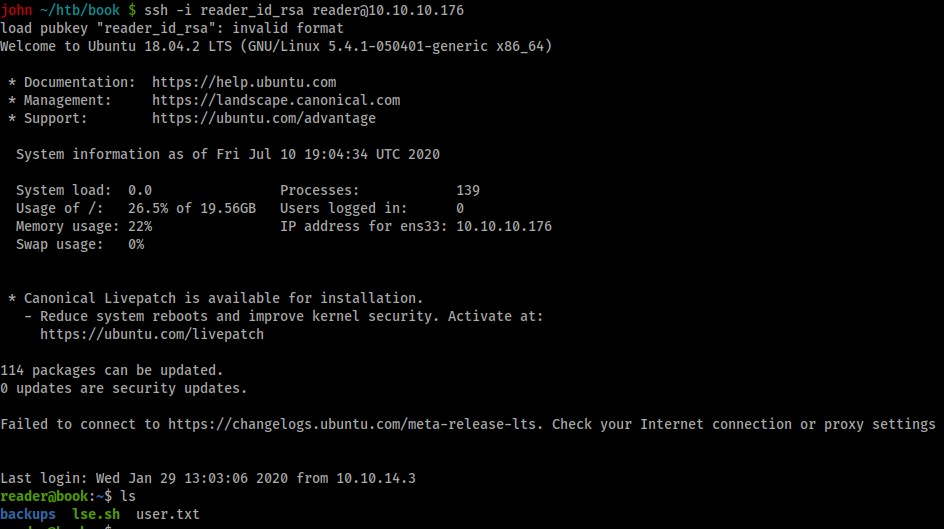 john ~/htb/book $ ssh -i reader_id_rsa reader@10.10.10.176
load pubkey "reader_id_rsa": invalid format
Welcome to Ubuntu 18.04.2 LTS (GNU/Linux 5.4.1-050401-generic x86_64)
* Documentation: https://help.ubuntu.com
* Management: https://landscape.canonical.com
* Support: https://ubuntu.com/advantage
System information as of Fri Jul 10 19:04:34 UTC 2020
System load: 0.0 Processes: 139
Usage of /: 26.5% of 19.56GB Users logged in: 0
Memory usage: 22% IP address for ens33: 10.10.10.176
Swap usage: 0%
* Canonical Livepatch is available for installation.
- Reduce system reboots and improve kernel security. Activate at:
https://ubuntu.com/livepatch
114 packages can be updated.
0 updates are security updates.
Failed to connect to https://changelogs.ubuntu.com/meta-release-lts. Check your Internet connection or proxy settings
Last login: Wed Jan 29 13:03:06 2020 from 10.10.14.3
reader@book:~$ ls
backups lse.sh user.txt